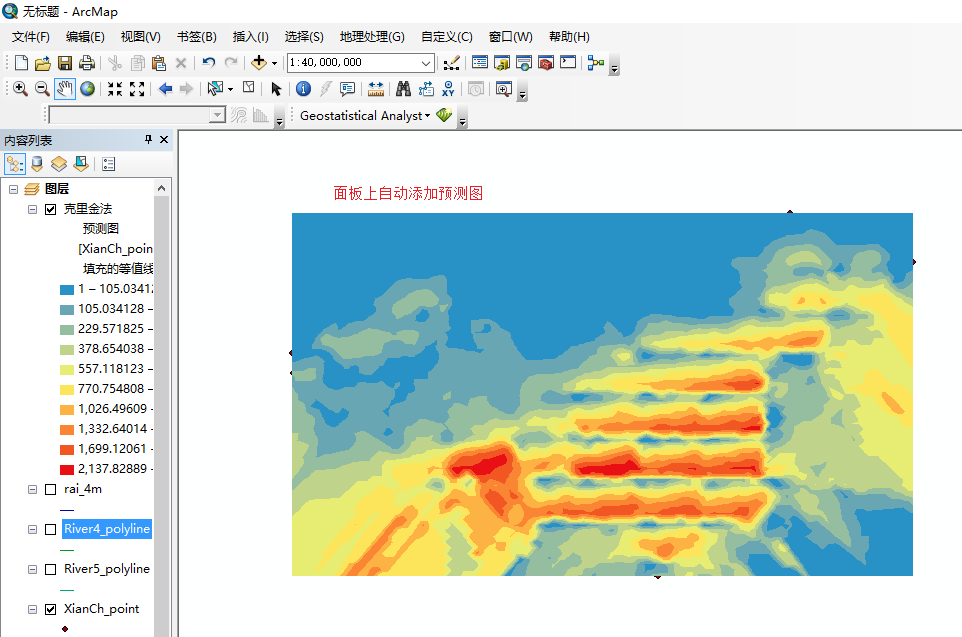 无标题 - ArcMap
文件(F) 编辑(E) 视图(V) 书签(B) 插入(I) 选择(S) 地理处理(G) 自定义(C) 窗口(W) 帮助(H)
1:40,000,000
Geostatistical Analyst
内容列表
面板上自动添加预测图
图层
克里金法
预测图
[XianCh_poin
填充的等值线
1 – 105.0341
105.034128 –
229.571825 –
378.654038 –
557.118123 –
770.754808 –
1,026.49609 –
1,332.64014 –
1,699.12061 –
2,137.82889 –
rai_4m
River4_polyline
River5_polyline
XianCh_point